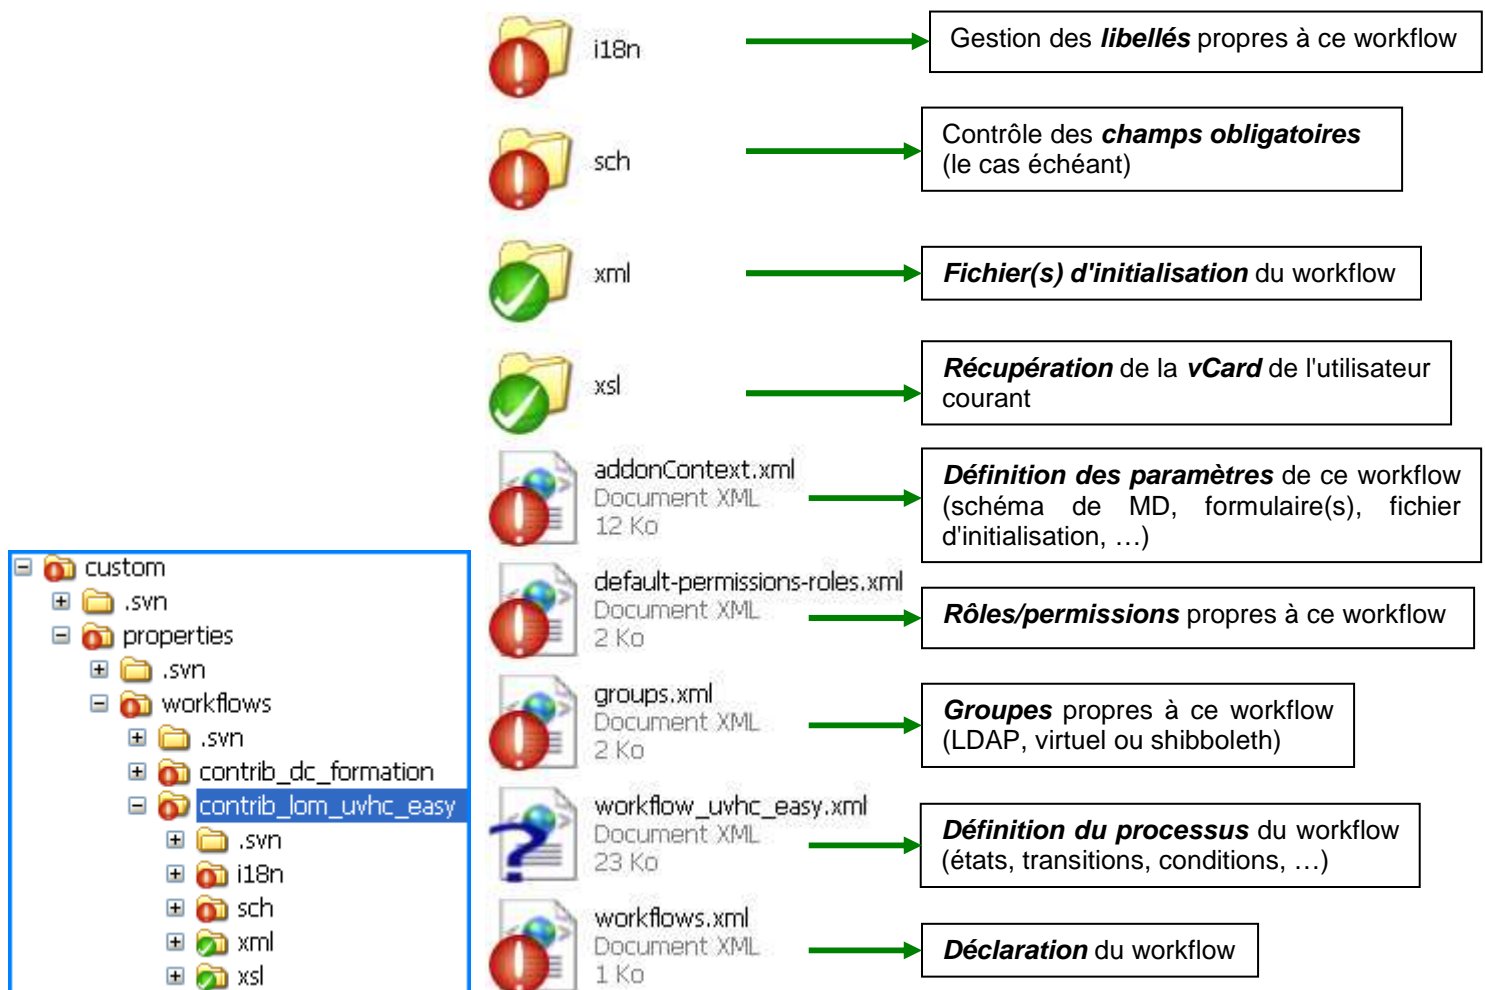 i18n
Gestion des libellés propres à ce workflow
sch
Contrôle des champs obligatoires
(le cas échéant)
xml
Fichier(s) d'initialisation du workflow
xsl
Récupération de la vCard de l'utilisateur
courant
addonContext.xml
Document XML
12 Ko
Définition des paramètres de ce workflow
(schéma de MD, formulaire(s), fichier
d'initialisation, …)
default-permissions-roles.xml
Document XML
2 Ko
Rôles/permissions propres à ce workflow
groups.xml
Document XML
2 Ko
Groupes propres à ce workflow
(LDAP, virtuel ou shibboleth)
workflow_uvhc_easy.xml
Document XML
23 Ko
Définition du processus du workflow
(états, transitions, conditions, …)
workflows.xml
Document XML
1 Ko
Déclaration du workflow
custom
.svn
properties
.svn
workflows
.svn
contrib_dc_formation
contrib_lom_uvhc_easy
.svn
i18n
sch
xml
xsl